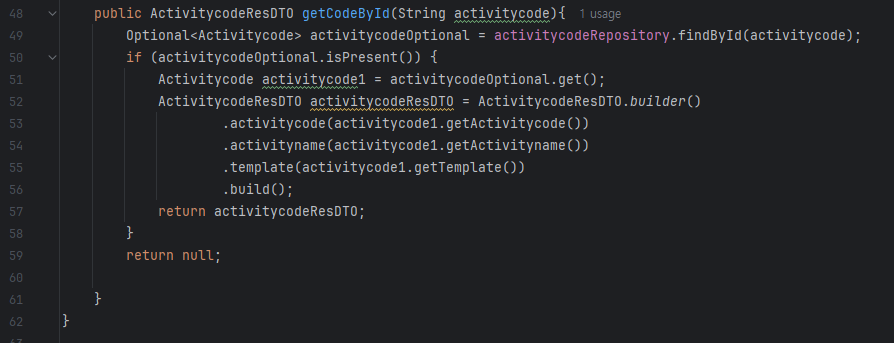 48 public ActivitycodeResDTO getCodeById(String activitycode){ 1 usage
49 Optional<Activitycode> activitycodeOptional = activitycodeRepository.findById(activitycode);
50 if (activitycodeOptional.isPresent()) {
51 Activitycode activitycode1 = activitycodeOptional.get();
52 ActivitycodeResDTO activitycodeResDTO = ActivitycodeResDTO.builder()
53 .activitycode(activitycode1.getActivitycode())
54 .activityname(activitycode1.getActivityname())
55 .template(activitycode1.getTemplate())
56 .build();
57 return activitycodeResDTO;
58 }
59 return null;
60
61 }
62 }